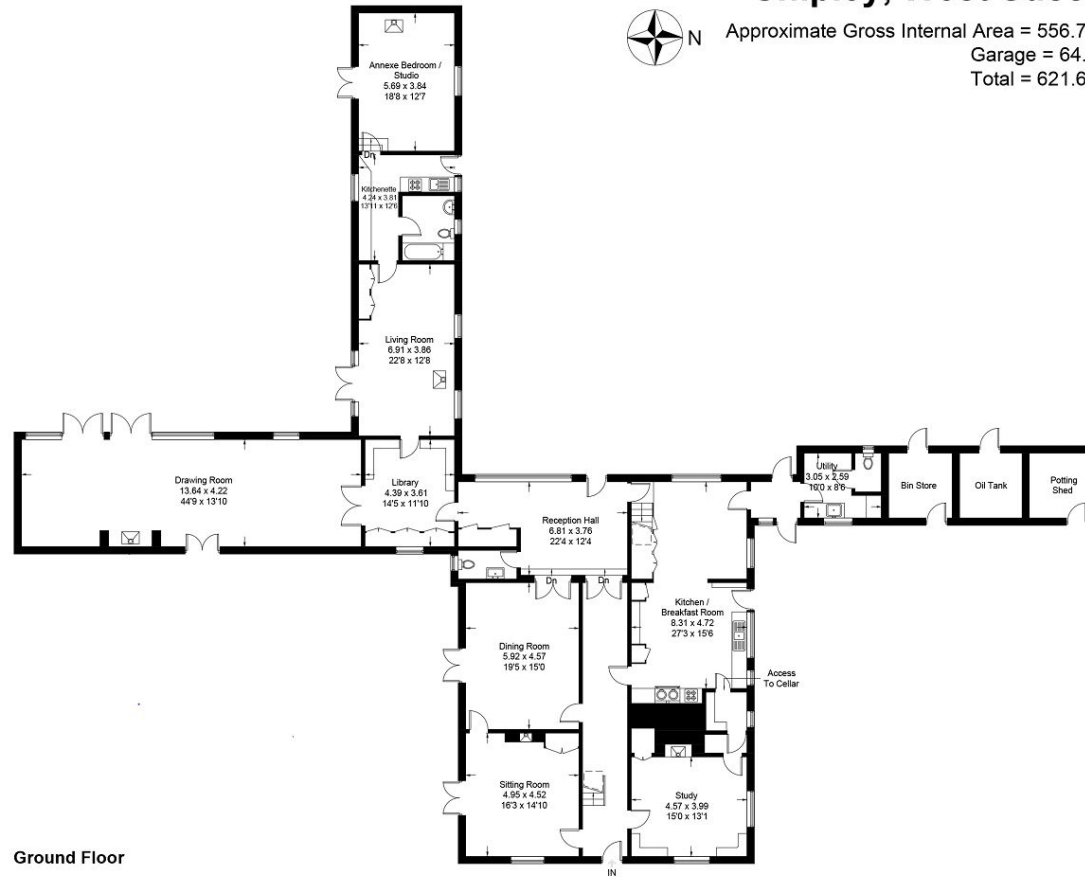 N
Approximate Gross Internal Area = 556.7
Garage = 64.
Total = 621.6
Annexe Bedroom /
Studio
5.69 x 3.84
18'8 x 12'7
Dn
Kitchenette
4.24 x 3.81
13'11 x 12'6
Living Room
6.91 x 3.86
22'8 x 12'8
Drawing Room
13.64 x 4.22
44'9 x 13'10
Library
4.39 x 3.61
14'5 x 11'10
Reception Hall
6.81 x 3.76
22'4 x 12'4
Dn
Dn
Utility
3.05 x 2.59
10'0 x 8'6
Bin Store
Oil Tank
Potting
Shed
Kitchen /
Breakfast Room
8.31 x 4.72
27'3 x 15'6
Access
To Cellar
Dining Room
5.92 x 4.57
19'5 x 15'0
Sitting Room
4.95 x 4.52
16'3 x 14'10
Study
4.57 x 3.99
15'0 x 13'1
IN
Ground Floor